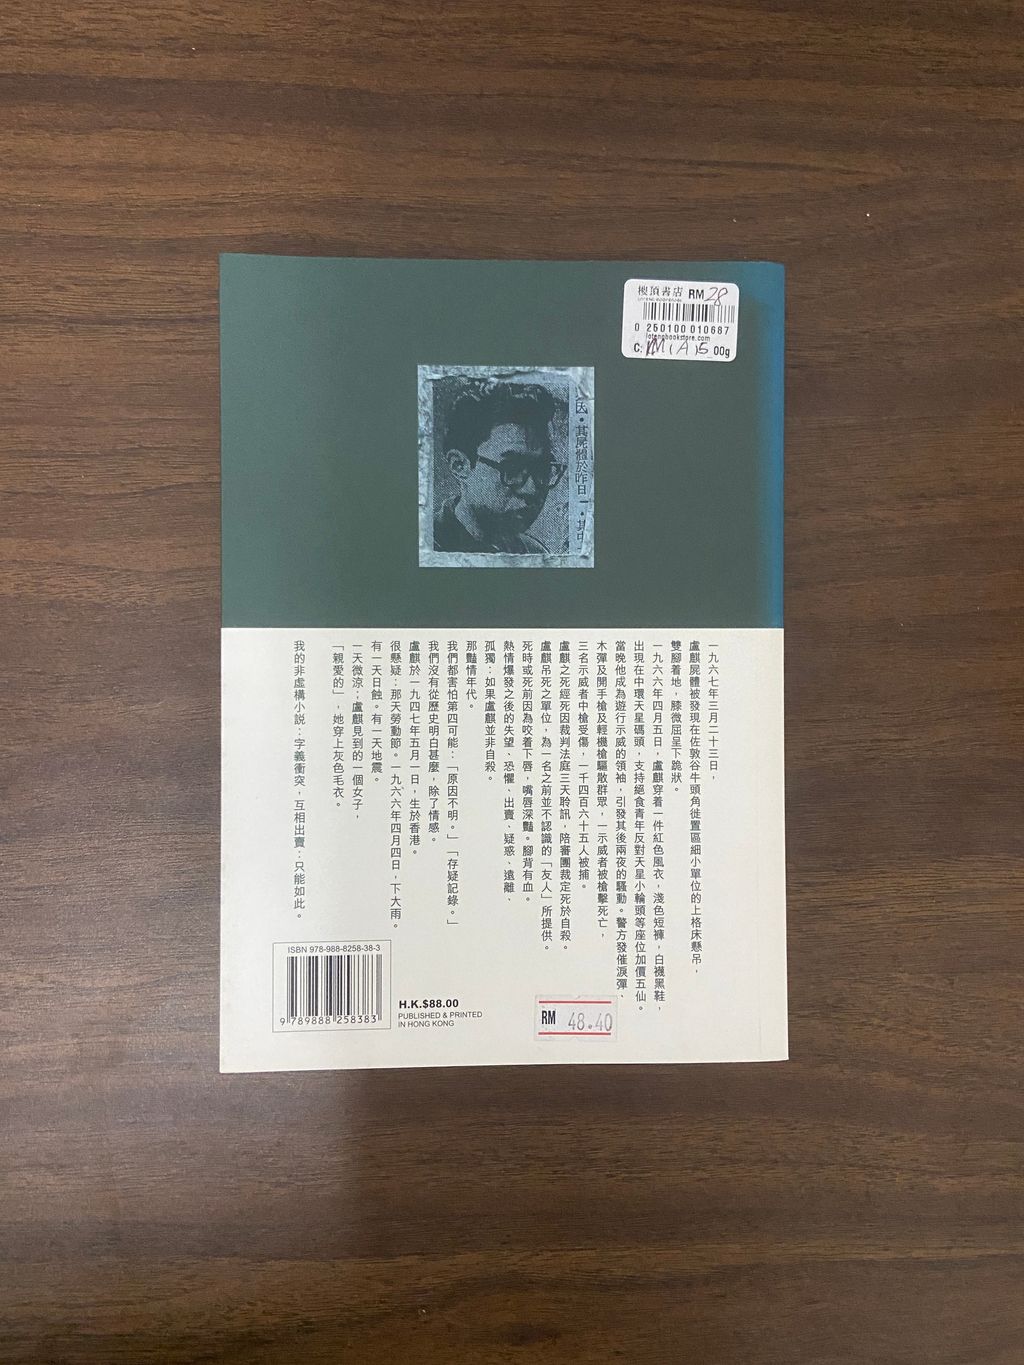 樓頂書店 RM 28
0 250100 010687
lotengbookstore.com
00g
因・其屍體於昨日
一九六七年三月二十三日，
盧麒屍體被發現在佐敦谷牛頭角徙置區細小單位的上格床懸吊，
雙腳着地，膝微屈呈下跪狀。
一九六六年四月五日，盧麒穿着一件紅色風衣，淺色短褲，白襪黑鞋，
出現在中環天星碼頭，支持絕食青年反對天星小輪頭等座位加價五仙。
當晚他成為遊行示威的領袖，引發其後兩夜的騷動。警方發催淚彈、
木彈及開手槍及輕機槍驅散群眾，一示威者被槍擊死亡，
三名示威者中槍受傷，一千四百六十五人被捕。
盧麒之死經死因裁判法庭三天聆訊，陪審團裁定死於自殺。
盧麒吊死之單位，為一名之前並不認識的「友人」所提供。
死時或死前因為咬着下唇，嘴唇深豔。腳背有血。
熱情爆發之後的失望、恐懼、出賣、疑惑、遠離、
孤獨：如果盧麒並非自殺。
那豔情年代。
我們都害怕第四可能：「原因不明。」「存疑記錄。」
我們沒有從歷史明白甚麼，除了情感。
盧麒於一九四七年五月一日，生於香港。
很懸疑：那天勞動節。一九六六年四月四日，下大雨。
有一天日蝕。有一天地震。
一天微涼；盧麒見到的一個女子，
「親愛的」，她穿上灰色毛衣。
我的非虛構小說：字義衝突，互相出賣：只能如此。
ISBN 978-988-8258-38-3
9 789888 258383
H.K.$88.00
PUBLISHED & PRINTED
IN HONG KONG
RM 48.40